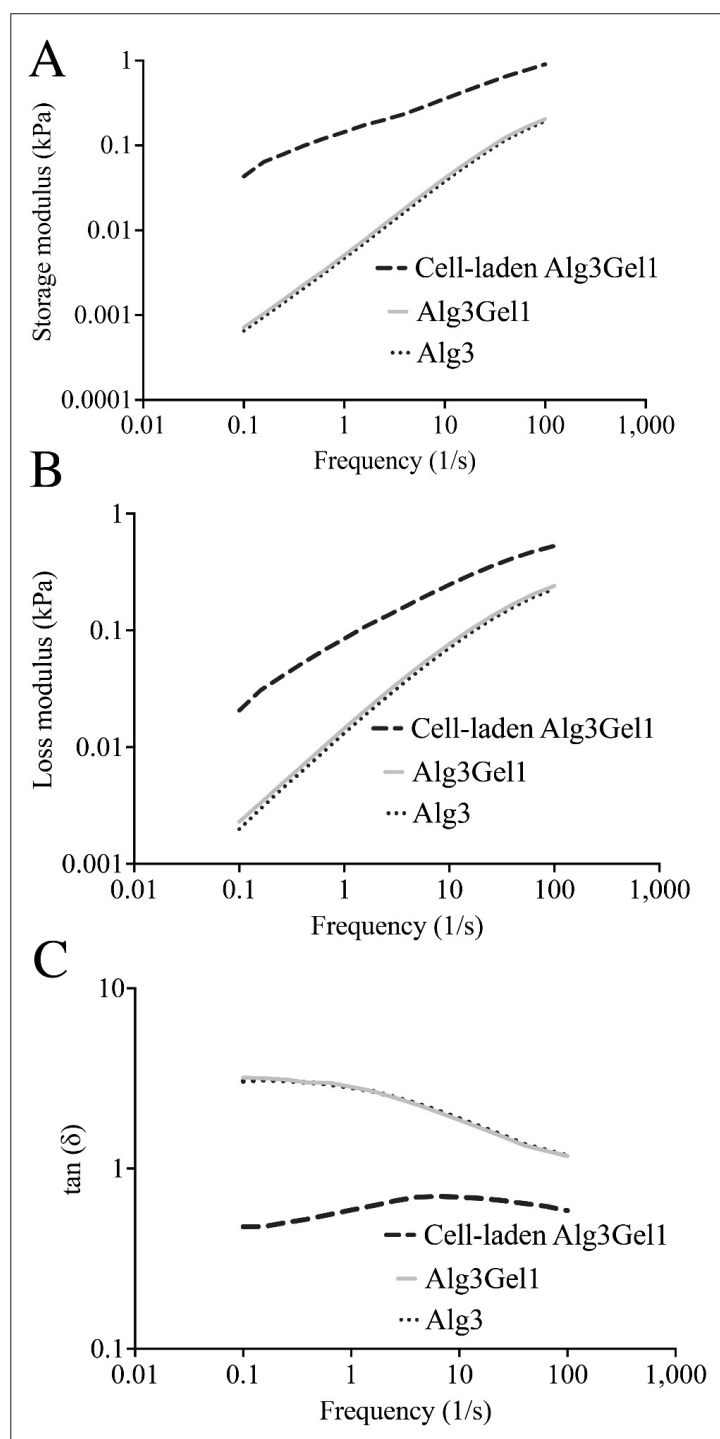 A
Storage modulus (kPa)
1
0.1
0.01
0.001
0.0001
Cell-laden Alg3Gel1
Alg3Gel1
Alg3
0.01 0.1 1 10 100 1,000
Frequency (1/s)
B
Loss modulus (kPa)
1
0.1
0.01
0.001
Cell-laden Alg3Gel1
Alg3Gel1
Alg3
0.01 0.1 1 10 100 1,000
Frequency (1/s)
C
tan (δ)
10
1
0.1
Cell-laden Alg3Gel1
Alg3Gel1
Alg3
0.01 0.1 1 10 100 1,000
Frequency (1/s)